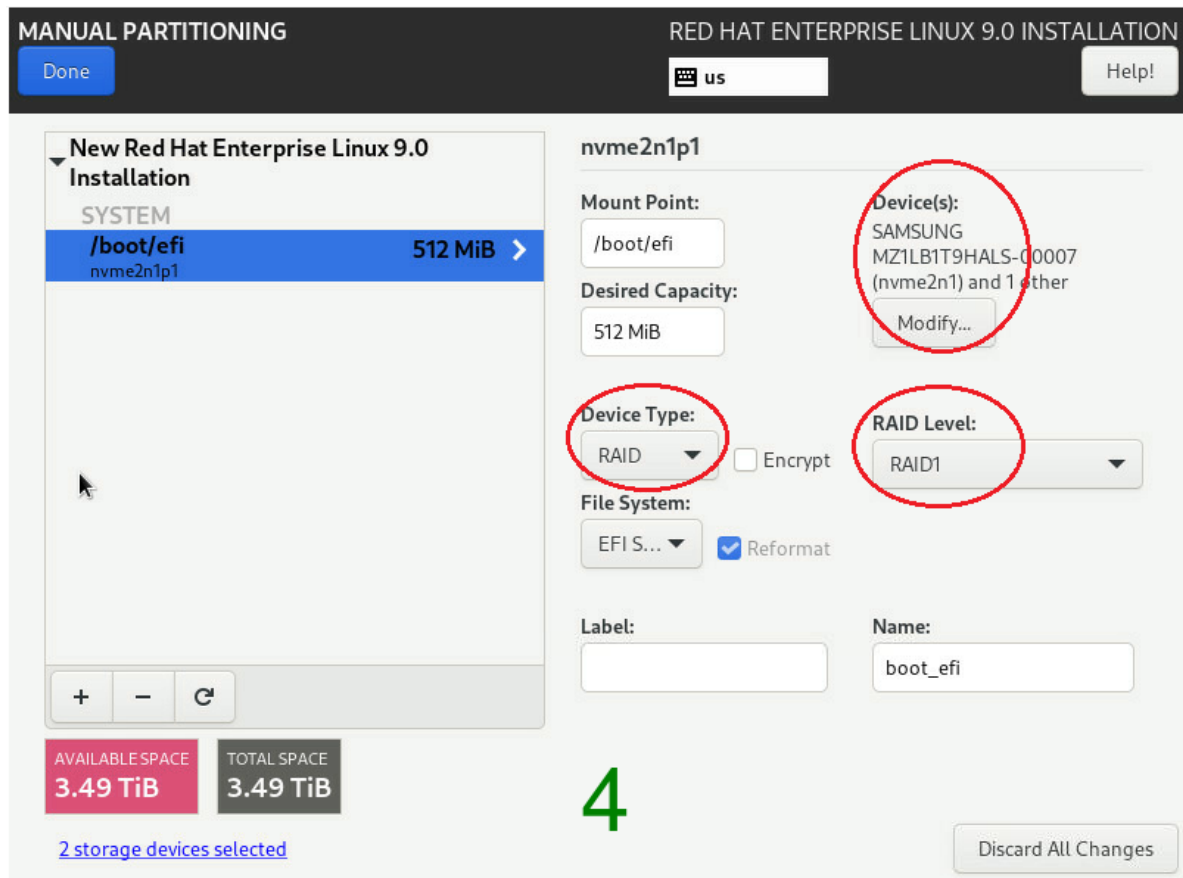 MANUAL PARTITIONING
RED HAT ENTERPRISE LINUX 9.0 INSTALLATION
Done
us
Help!
New Red Hat Enterprise Linux 9.0
Installation
SYSTEM
/boot/efi
512 MiB
nvme2n1p1
nvme2n1p1
Mount Point:
/boot/efi
Desired Capacity:
512 MiB
Device(s):
SAMSUNG
MZ1LB1T9HALS-00007
(nvme2n1) and 1 other
Modify...
Device Type:
RAID
Encrypt
RAID Level:
RAID1
File System:
EFI S...
Reformat
Label:
Name:
boot_efi
+ −
AVAILABLE SPACE
3.49 TiB
TOTAL SPACE
3.49 TiB
4
2 storage devices selected
Discard All Changes